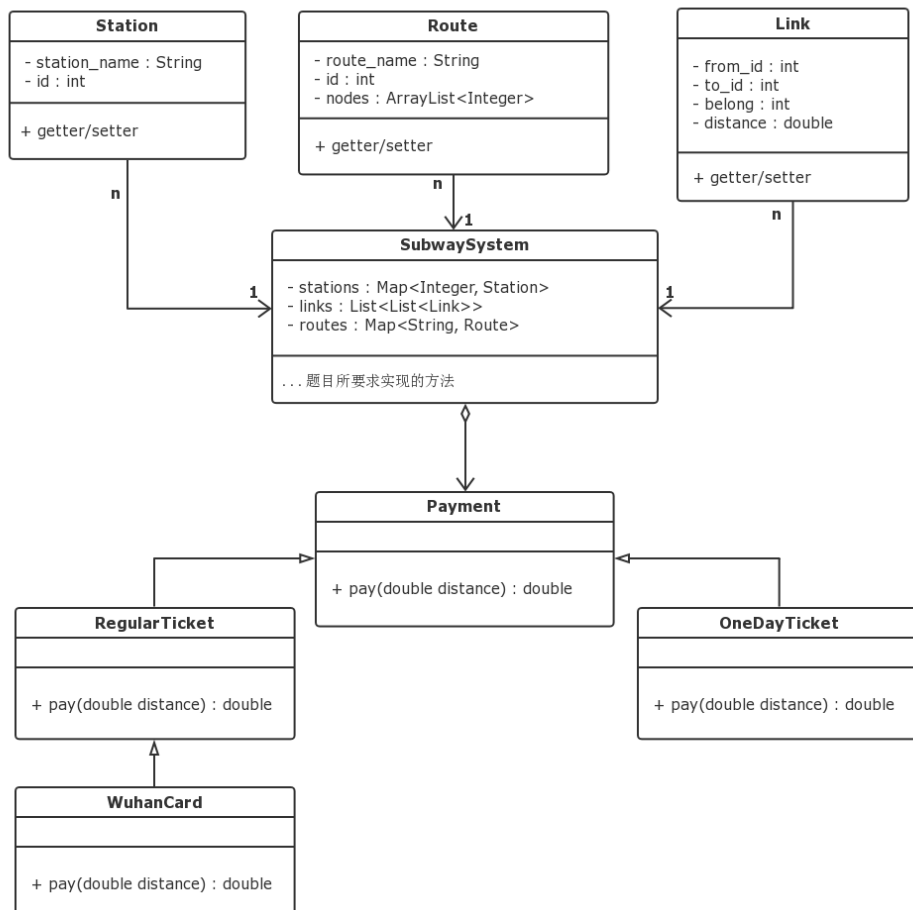 Station
- station_name : String
- id : int
+ getter/setter
Route
- route_name : String
- id : int
- nodes : ArrayList<Integer>
+ getter/setter
Link
- from_id : int
- to_id : int
- belong : int
- distance : double
+ getter/setter
n
n
n
1
1
1
SubwaySystem
- stations : Map<Integer, Station>
- links : List<List<Link>>
- routes : Map<String, Route>
...题目所要求实现的方法
Payment
+ pay(double distance) : double
RegularTicket
+ pay(double distance) : double
OneDayTicket
+ pay(double distance) : double
WuhanCard
+ pay(double distance) : double